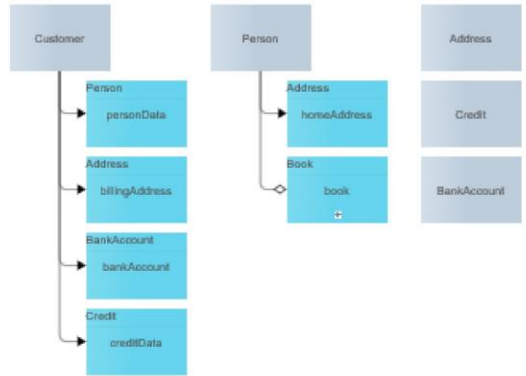 Customer
Person
personData
Address
billingAddress
BankAccount
bankAccount
Credit
creditData
Person
Address
homeAddress
Book
book
Address
Credit
BankAccount